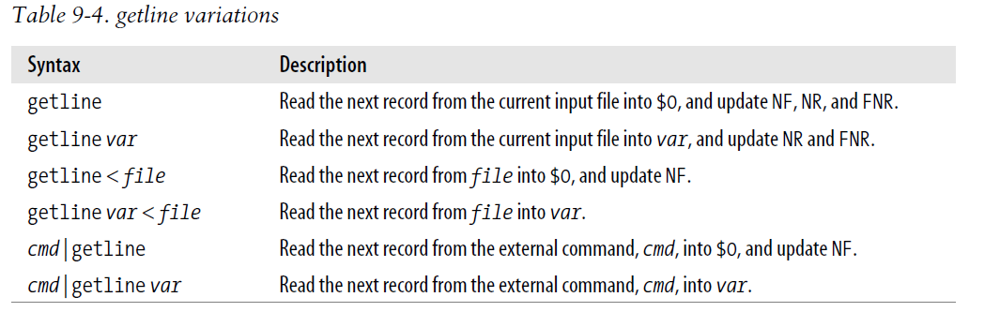 Table 9-4. getline variations
Syntax Description
getline Read the next record from the current input file into $0, and update NF, NR, and FNR.
getline var Read the next record from the current input file into var, and update NR and FNR.
getline < file Read the next record from file into $0, and update NF.
getline var < file Read the next record from file into var.
cmd | getline Read the next record from the external command, cmd, into $0, and update NF.
cmd | getline var Read the next record from the external command, cmd, into var.